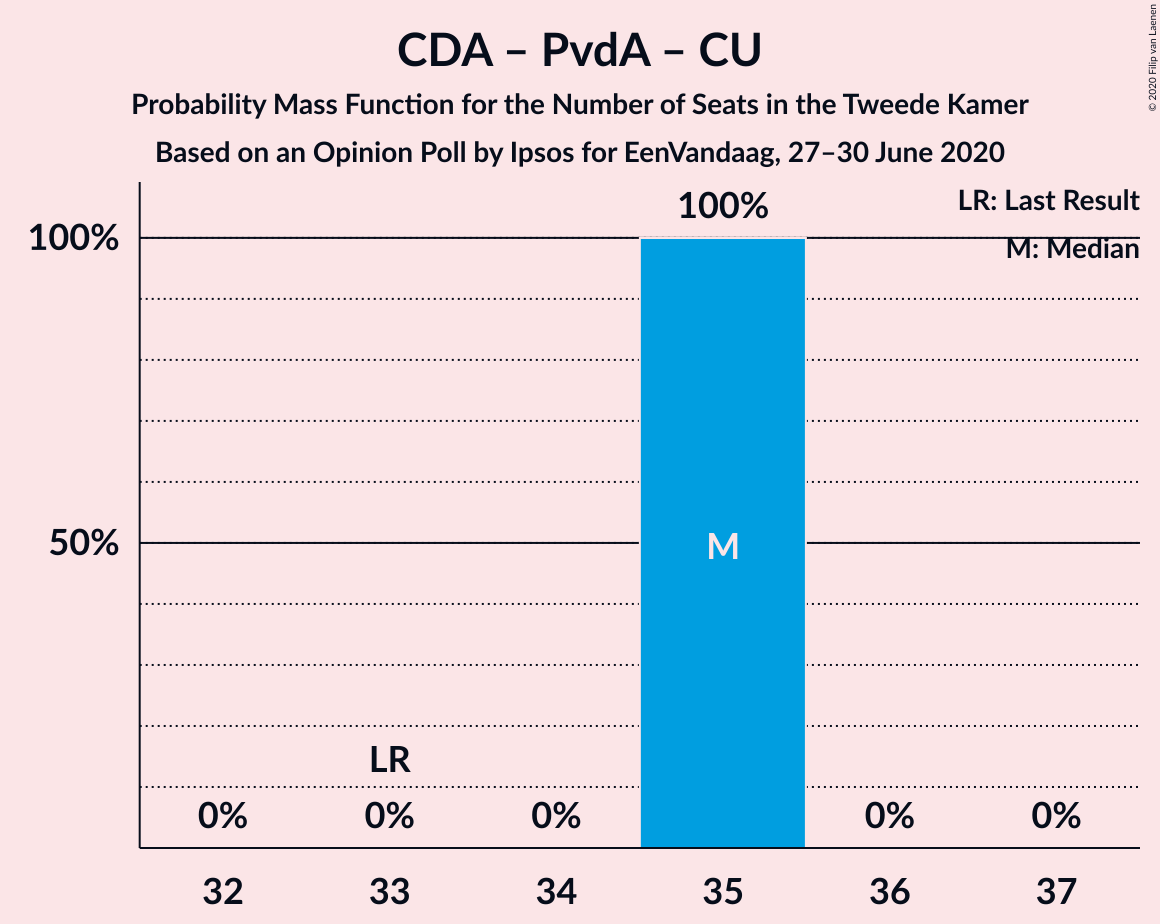 CDA – PvdA – CU
Probability Mass Function for the Number of Seats in the Tweede Kamer
Based on an Opinion Poll by Ipsos for EenVandaag, 27–30 June 2020
© 2020 Filip van Laenen
LR: Last Result
M: Median
100%
50%
100%
M
LR
0%
0%
0%
0%
0%
32
33
34
35
36
37